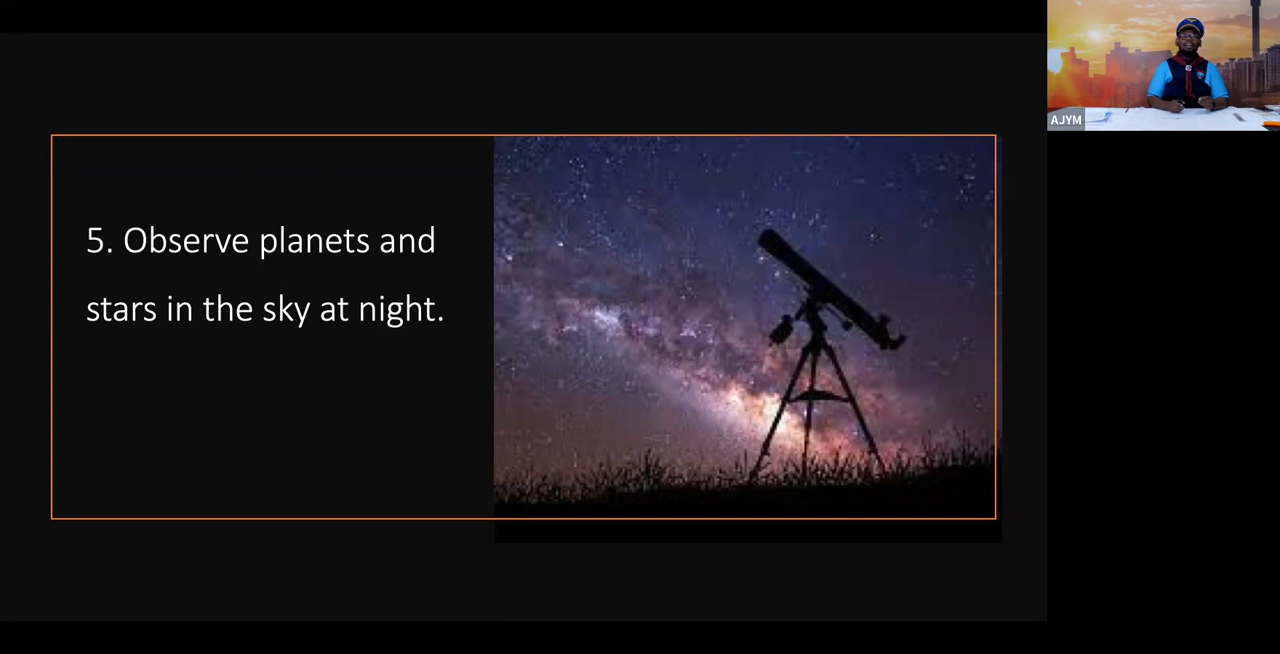 5. Observe planets and
stars in the sky at night.
AJYM